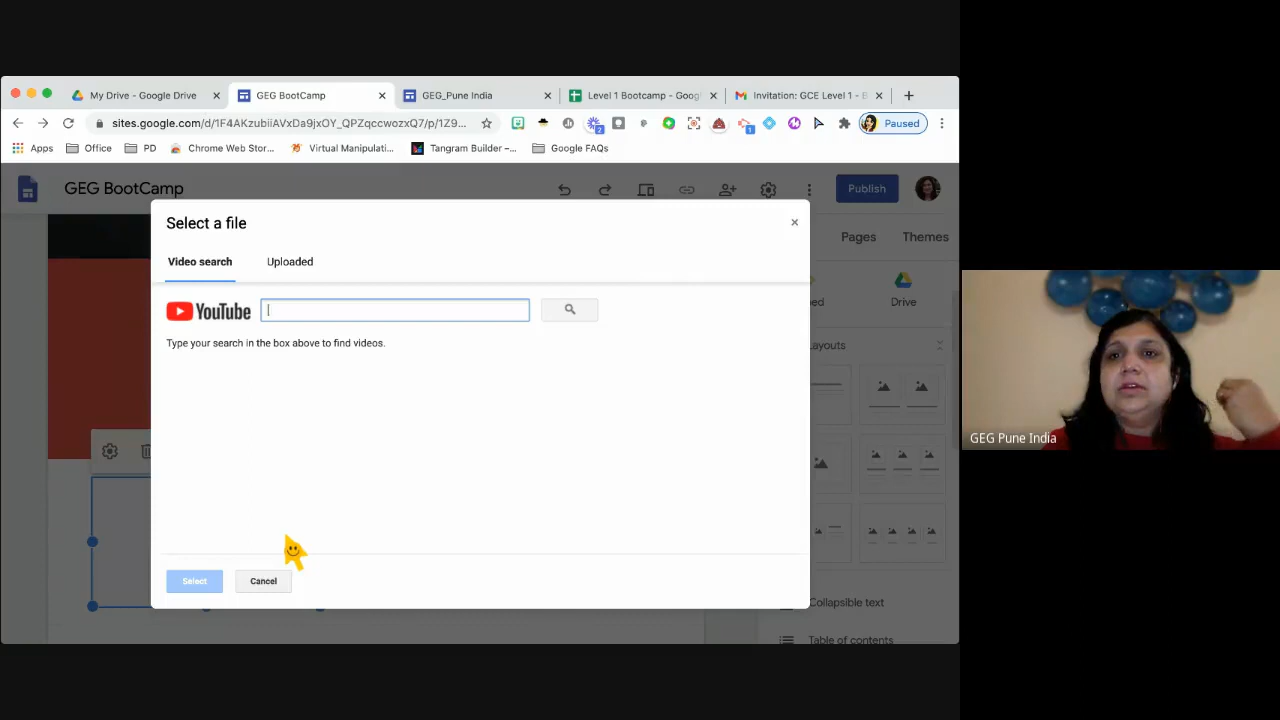 My Drive - Google Drive
GEG BootCamp
GEG_Pune India
Level 1 Bootcamp - Goog
Invitation: GCE Level 1 - B
sites.google.com/d/1F4AKzubiiAVxDa9jxOY_QPZqccwozxQ7/p/1Z9...
2
1
Paused
Apps
Office
PD
Chrome Web Stor...
Virtual Manipulati...
Tangram Builder –...
Google FAQs
GEG BootCamp
Publish
Select a file
Video search
Uploaded
YouTube
Type your search in the box above to find videos.
Select
Cancel
Pages
Themes
Drive
Layouts
Collapsible text
Table of contents
GEG Pune India